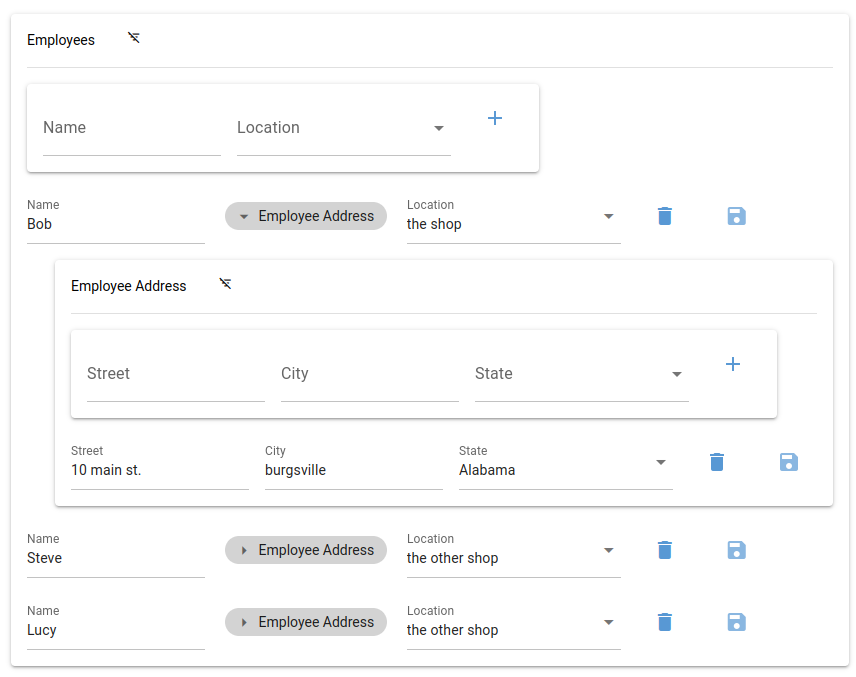 Employees
Name Location
Name Location
Bob Employee Address the shop
Employee Address
Street City State
Street City State
10 main st. burgsville Alabama
Name Location
Steve Employee Address the other shop
Name Location
Lucy Employee Address the other shop